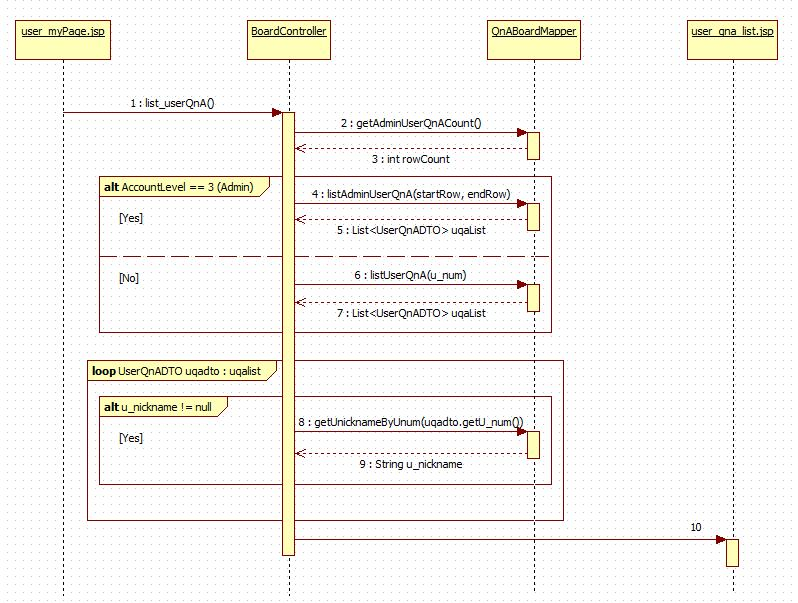 user_myPage.jsp
BoardController
QnABoardMapper
user_qna_list.jsp
1 : list_userQnA()
2 : getAdminUserQnACount()
3 : int rowCount
alt AccountLevel == 3 (Admin)
4 : listAdminUserQnA(startRow, endRow)
[Yes]
5 : List<UserQnADTO> uqaList
[No]
6 : listUserQnA(u_num)
7 : List<UserQnADTO> uqaList
loop UserQnADTO uqadto : uqalist
alt u_nickname != null
8 : getUnicknameByUnum(uqadto.getU_num())
[Yes]
9 : String u_nickname
10